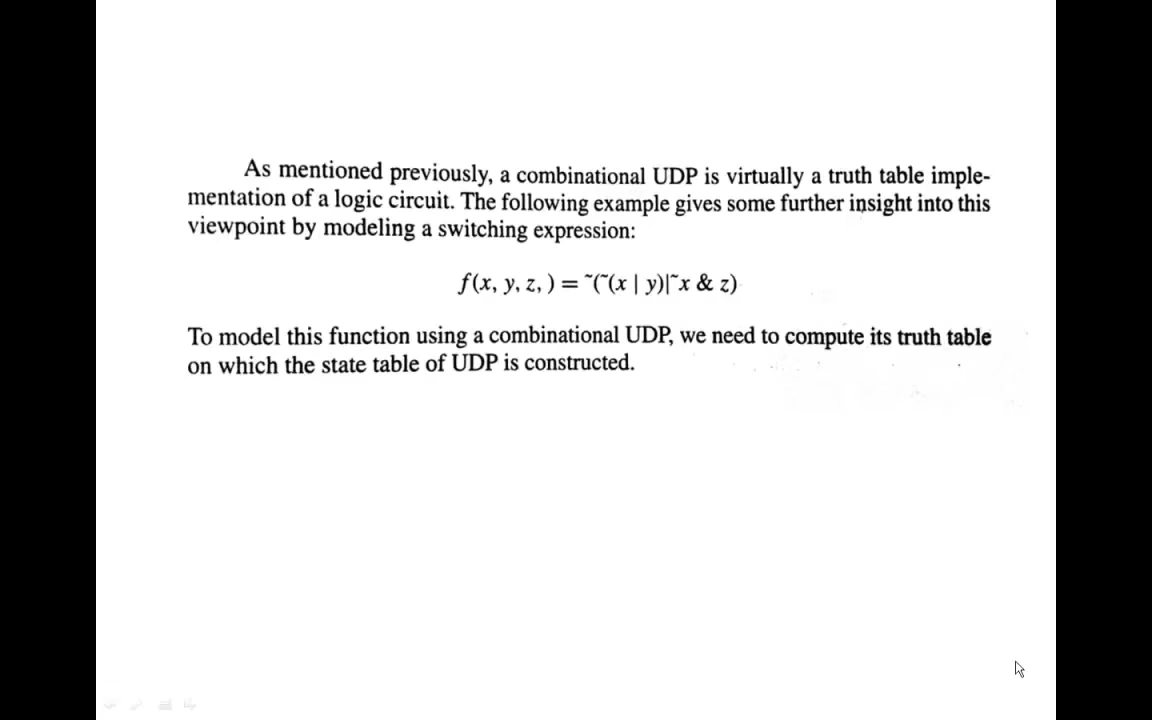 As mentioned previously, a combinational UDP is virtually a truth table imple-
mentation of a logic circuit. The following example gives some further insight into this
viewpoint by modeling a switching expression:
f(x, y, z, ) = ~(~(x | y)|~x & z)
To model this function using a combinational UDP, we need to compute its truth table
on which the state table of UDP is constructed.